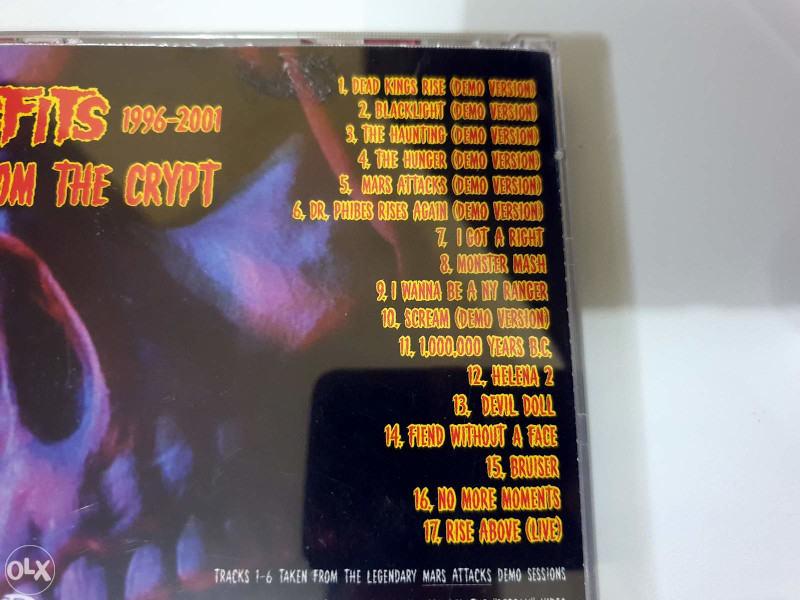 FITS 1996-2001
OM THE CRYPT
1, DEAD KINGS RISE (DEMO VERSION)
2, BLACKLIGHT (DEMO VERSION)
3, THE HAUNTING (DEMO VERSION)
4, THE HUNGER (DEMO VERSION)
5, MARS ATTACKS (DEMO VERSION)
6, DR, PHIBES RISES AGAIN (DEMO VERSION)
7, I GOT A RIGHT
8, MONSTER MASH
9, I WANNA BE A NY RANGER
10, SCREAM (DEMO VERSION)
11, 1,000,000 YEARS B.C,
12, HELENA 2
13, DEVIL DOLL
14, FIEND WITHOUT A FACE
15, BRUISER
16, NO MORE MOMENTS
17, RISE ABOVE (LIVE)
TRACKS 1-6 TAKEN FROM THE LEGENDARY MARS ATTACKS DEMO SESSIONS
OLX